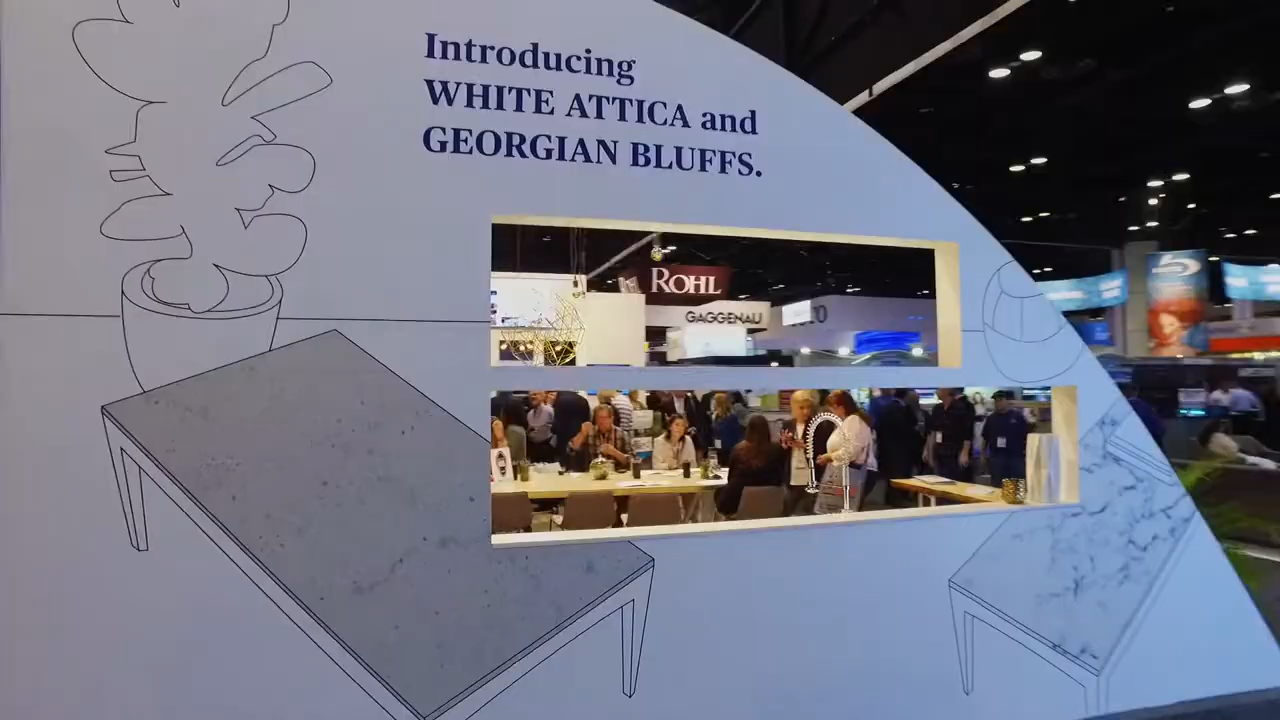 Introducing
WHITE ATTICA and
GEORGIAN BLUFFS.
ROHL
GAGGENAU